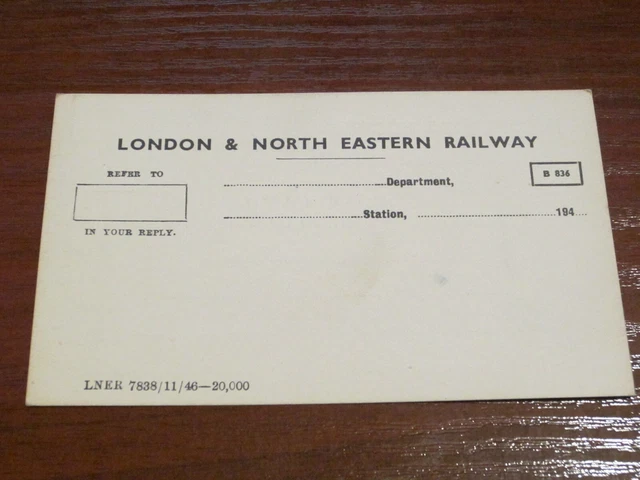 LONDON & NORTH EASTERN RAILWAY
REFER TO
B 836
........................................Department,
IN YOUR REPLY.
........................................Station, ........................................194....
LNER 7838/11/46—20,000